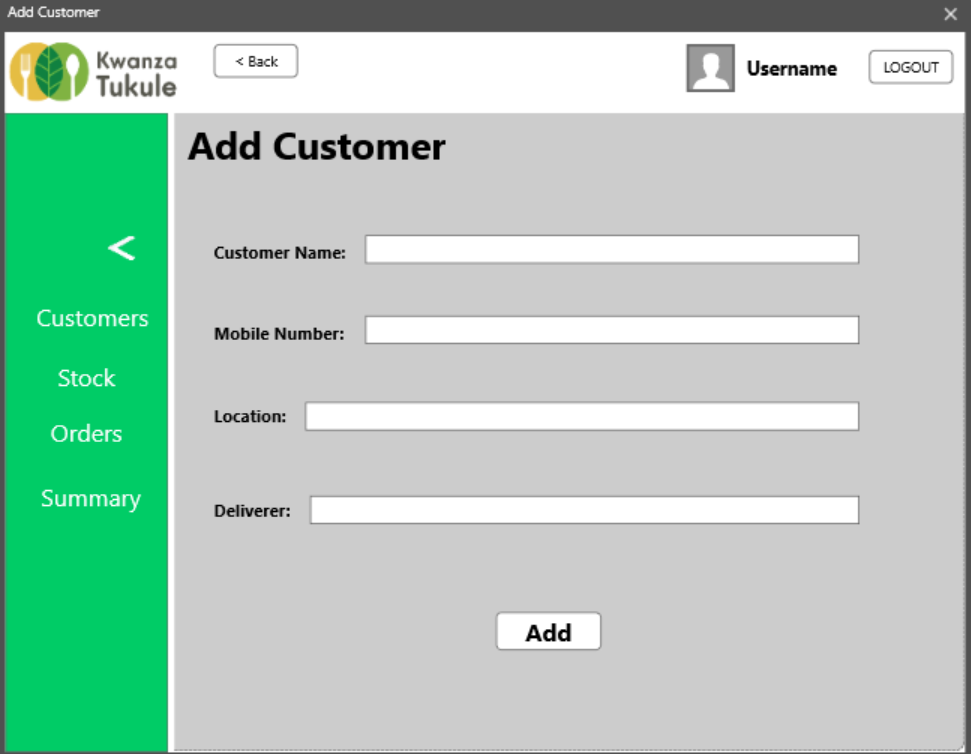 Add Customer
Kwanza
Tukule
< Back
Username
LOGOUT
Add Customer
<
Customers
Stock
Orders
Summary
Customer Name:
Mobile Number:
Location:
Deliverer:
Add